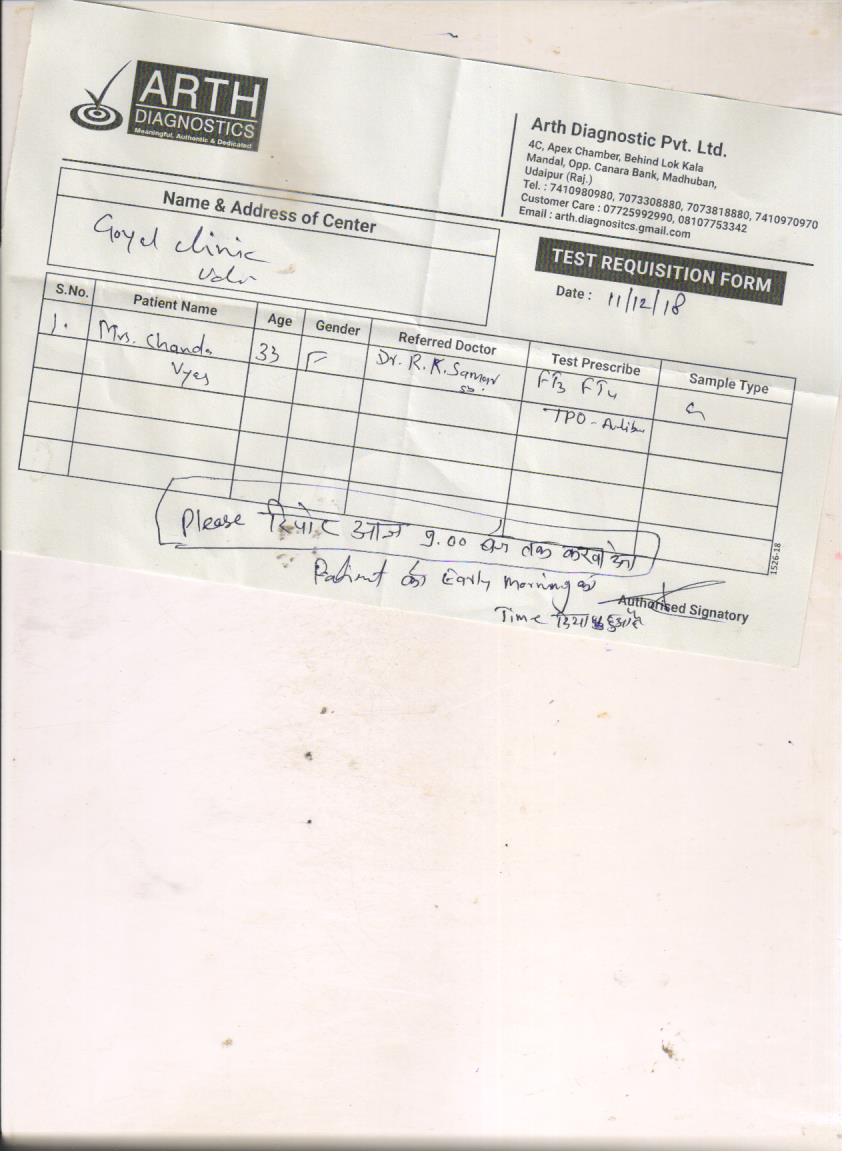 ARTH
DIAGNOSTICS
Meaningful, Authentic & Dedicated
Arth Diagnostic Pvt. Ltd.
4C, Apex Chamber, Behind Lok Kala
Mandal, Opp. Canara Bank, Madhuban,
Udaipur (Raj.)
Tel. : 7410980980, 7073308880, 7073818880, 7410970970
Customer Care : 07725992990, 08107753342
Email : arth.diagnositcs.gmail.com
Name & Address of Center
Goyal clinic
TEST REQUISITION FORM
Date : 11/12/18
S.No. Patient Name Age Gender Referred Doctor Test Prescribe Sample Type
1. Mrs. Chanda 33 F Dr. R. K. Samar FT3 FT4
Vyas TPO -
Please रिपोर्ट आज 9.00 तक
Patient को Early Morning का
Time दिया
Authorised Signatory
1526-18